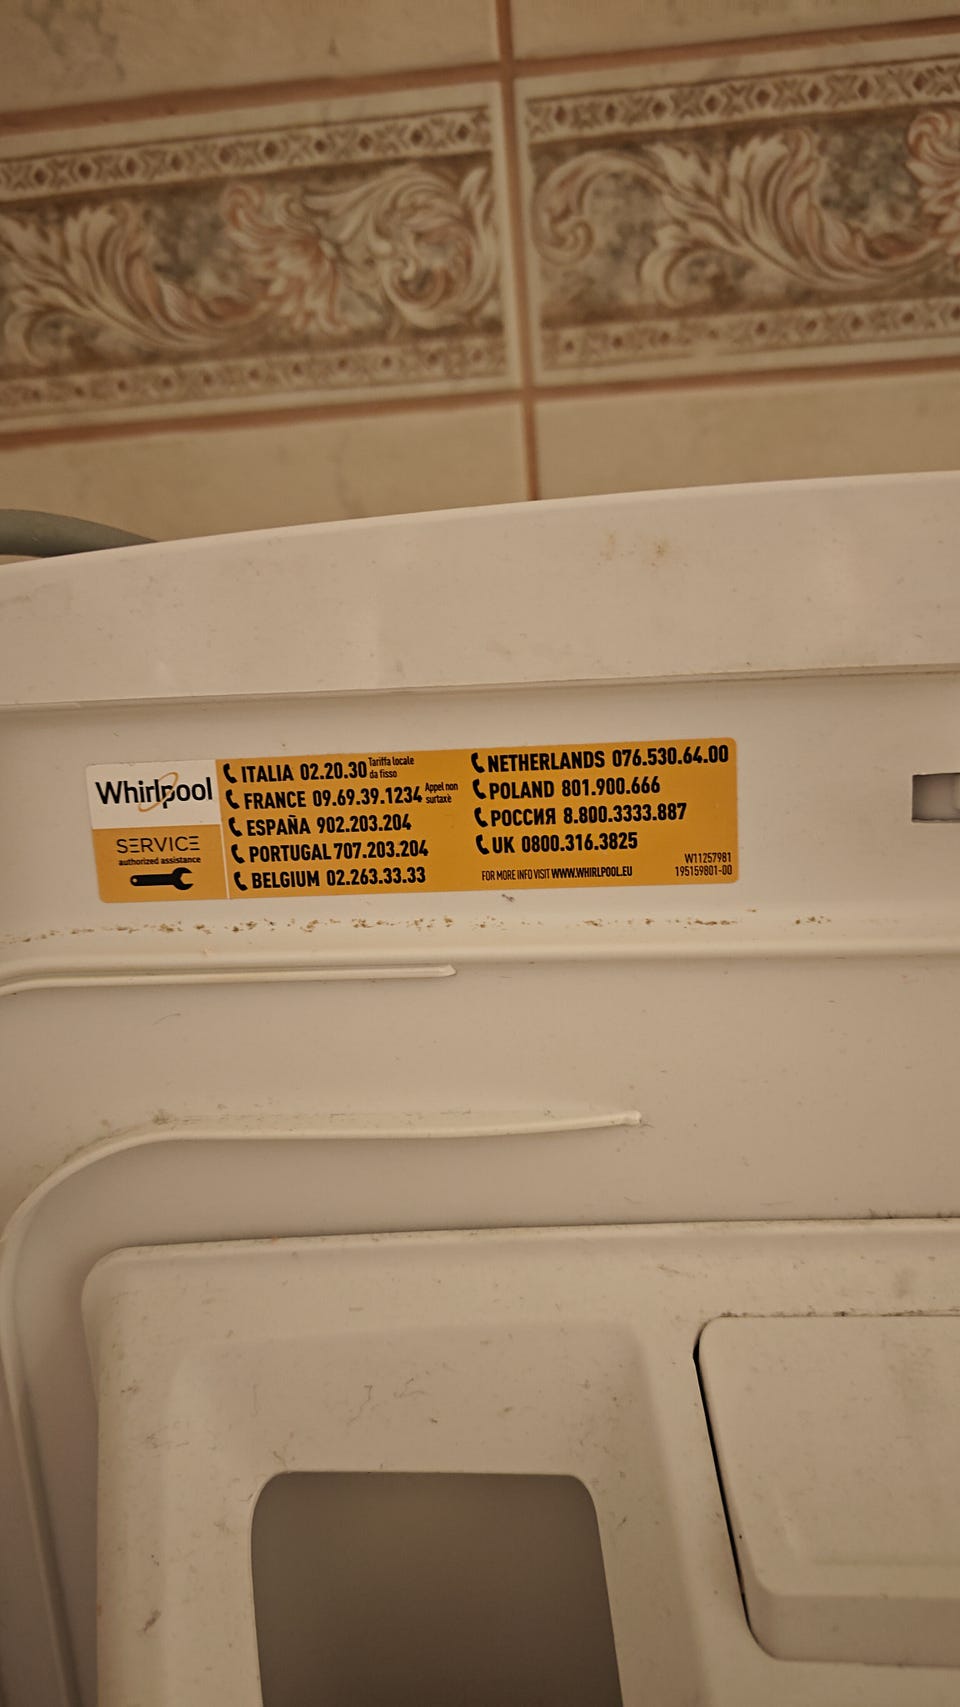 Whirlpool
SERVICE
authorized assistance
ITALIA 02.20.30 Tariffa locale da fisso
FRANCE 09.69.39.1234 Appel non surtaxè
ESPAÑA 902.203.204
PORTUGAL 707.203.204
BELGIUM 02.263.33.33
NETHERLANDS 076.530.64.00
POLAND 801.900.666
РОССИЯ 8.800.3333.887
UK 0800.316.3825
FOR MORE INFO VISIT WWW.WHIRLPOOL.EU
W11257981
195159801-00